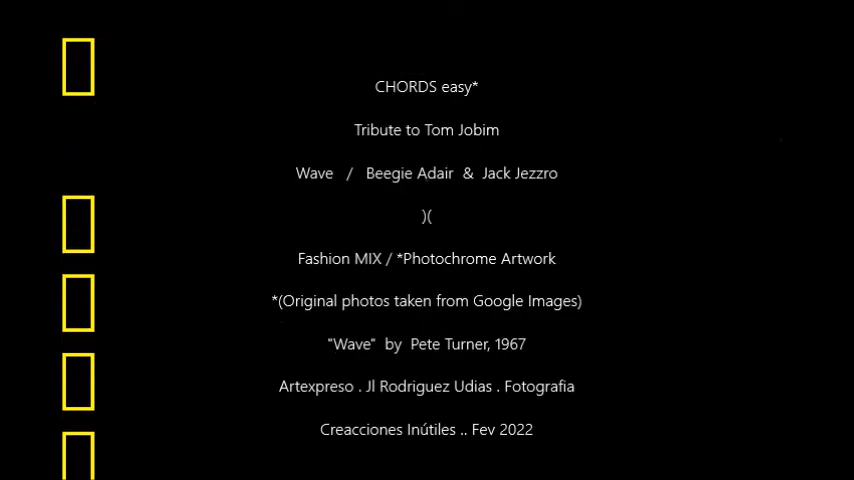 CHORDS easy*
Tribute to Tom Jobim
Wave / Beegie Adair & Jack Jezzro
)(
Fashion MIX / *Photochrome Artwork
*(Original photos taken from Google Images)
"Wave" by Pete Turner, 1967
Artexpreso . Jl Rodriguez Udias . Fotografia
Creacciones Inútiles .. Fev 2022